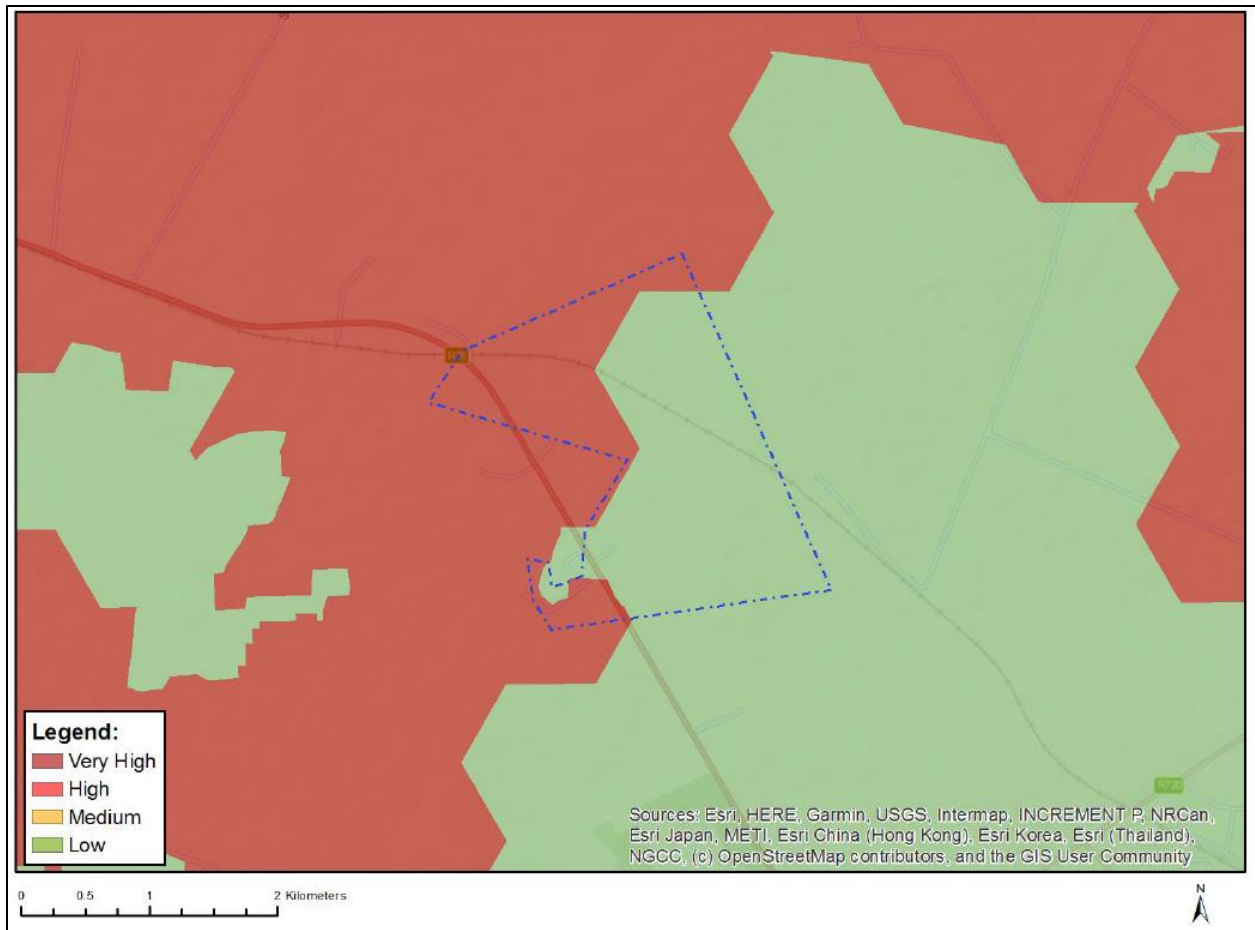 R720
Legend:
Very High
High
Medium
Low
Sources: Esri, HERE, Garmin, USGS, Intermap, INCREMENT P, NRCan,
Esri Japan, METI, Esri China (Hong Kong), Esri Korea, Esri (Thailand),
NGCC, (c) OpenStreetMap contributors, and the GIS User Community
0 0.5 1 2 Kilometers
N